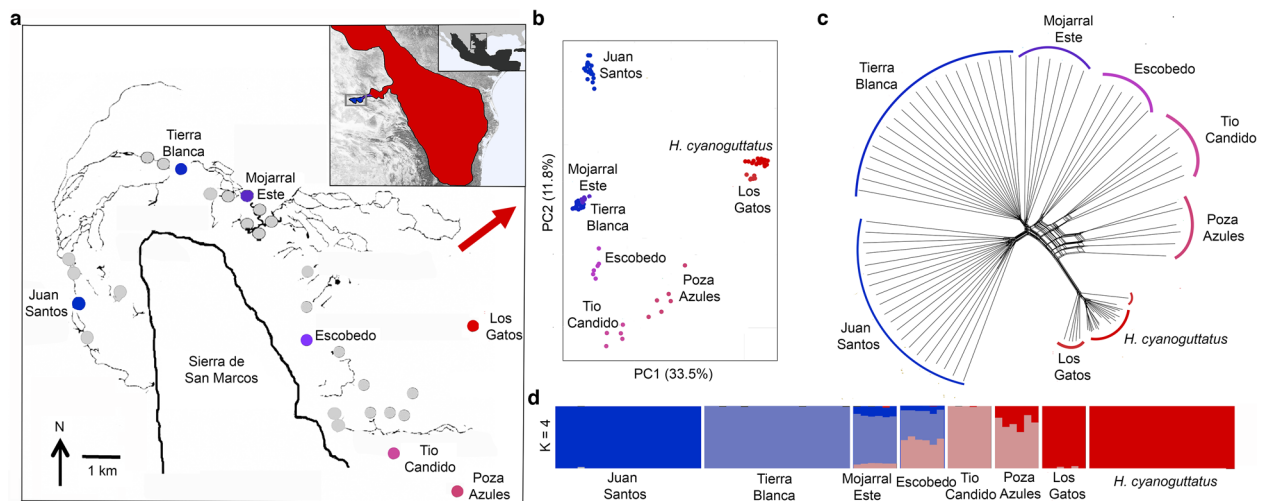 a
Tierra
Blanca
Mojarral
Este
Juan
Santos
Escobedo
Los
Gatos
Sierra de
San Marcos
N
1 km
Tio
Candido
Poza
Azules
b
Juan
Santos
H. cyanoguttatus
Los
Gatos
Mojarral
Este
Tierra
Blanca
Escobedo
Poza
Azules
Tio
Candido
PC2 (11.8%)
PC1 (33.5%)
c
Mojarral
Este
Tierra
Blanca
Escobedo
Tio
Candido
Poza
Azules
Juan
Santos
H. cyanoguttatus
Los
Gatos
d
K = 4
Juan
Santos
Tierra
Blanca
Mojarral
Este
Escobedo
Tio
Candido
Poza
Azules
Los
Gatos
H. cyanoguttatus